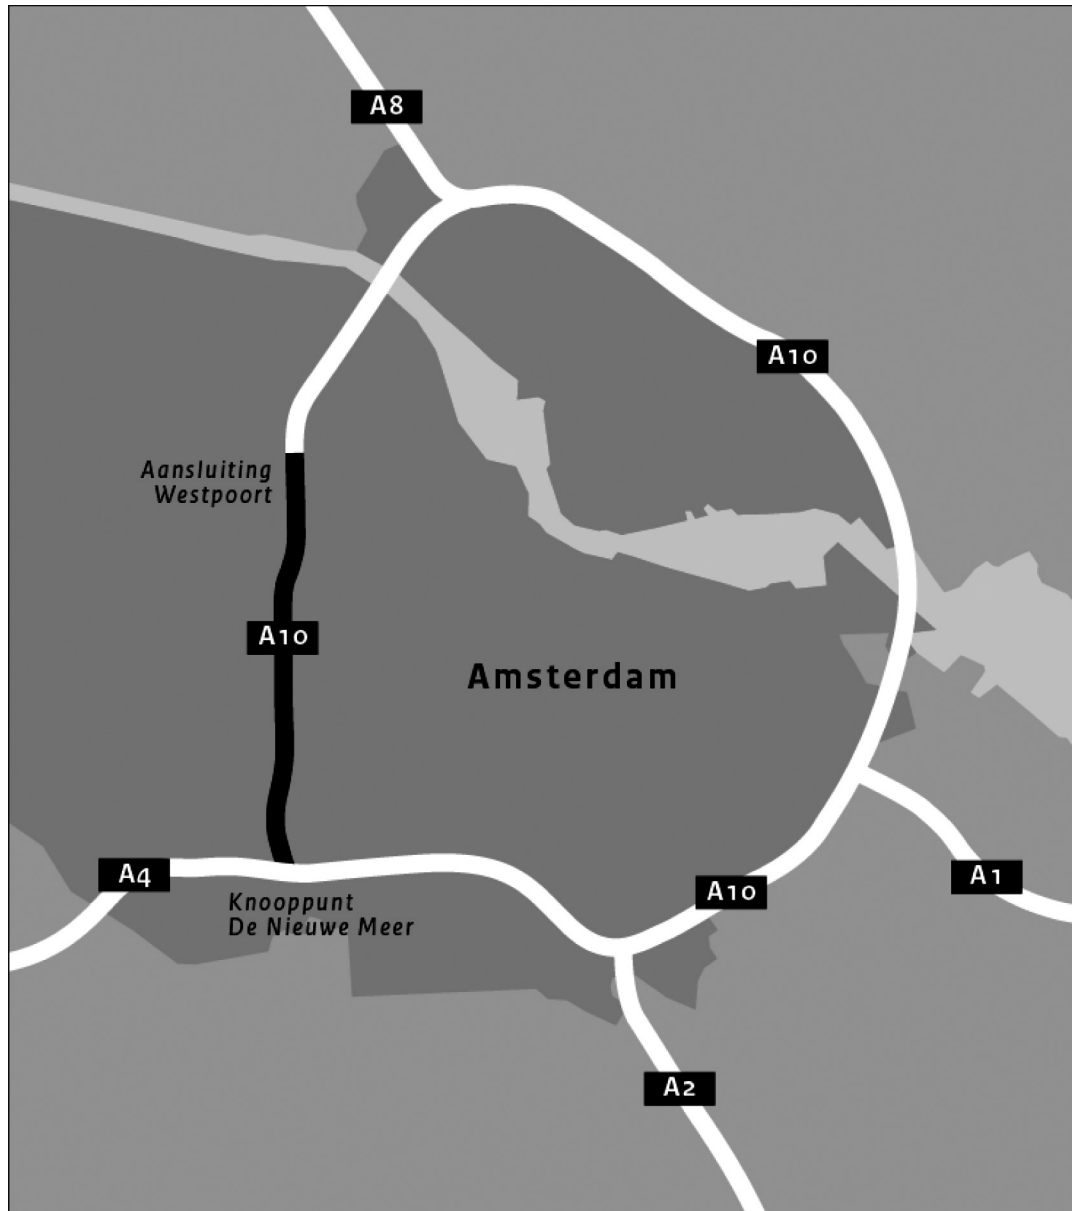 A8
A10
Aansluiting
Westpoort
A10
Amsterdam
A4
A1
A10
Knooppunt
De Nieuwe Meer
A2